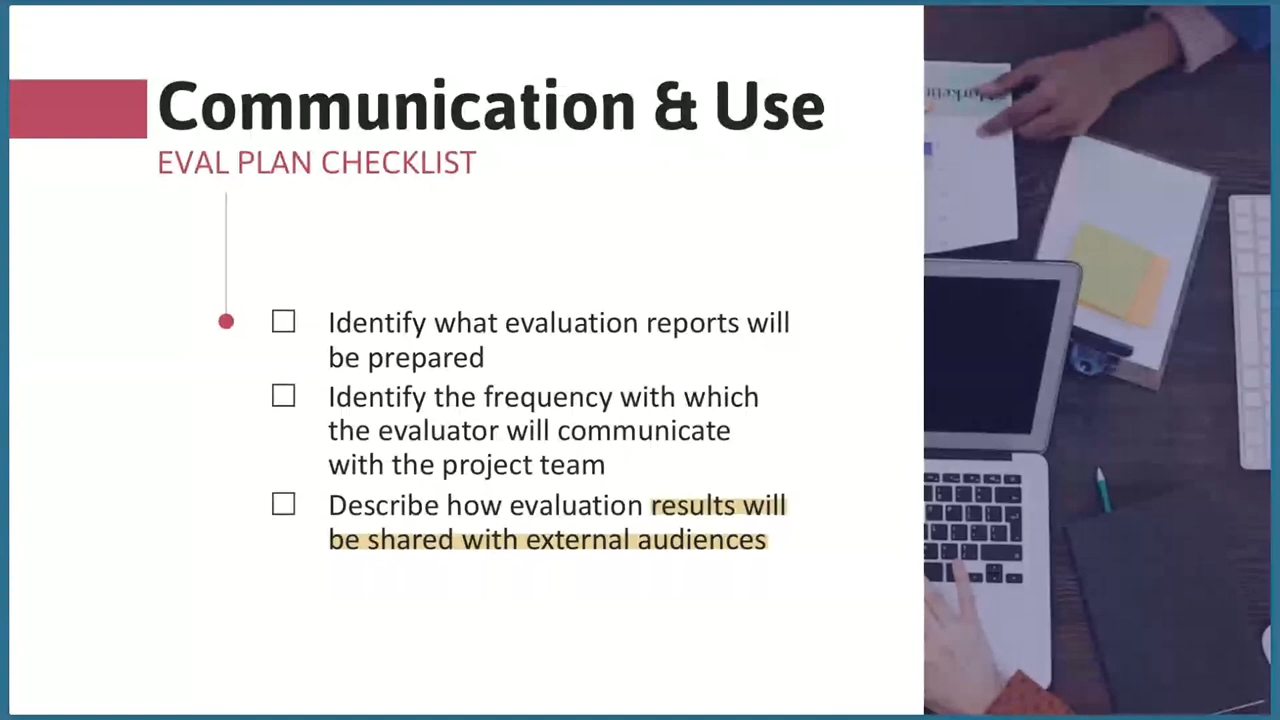 Communication & Use
EVAL PLAN CHECKLIST
Identify what evaluation reports will
be prepared
Identify the frequency with which
the evaluator will communicate
with the project team
Describe how evaluation results will
be shared with external audiences